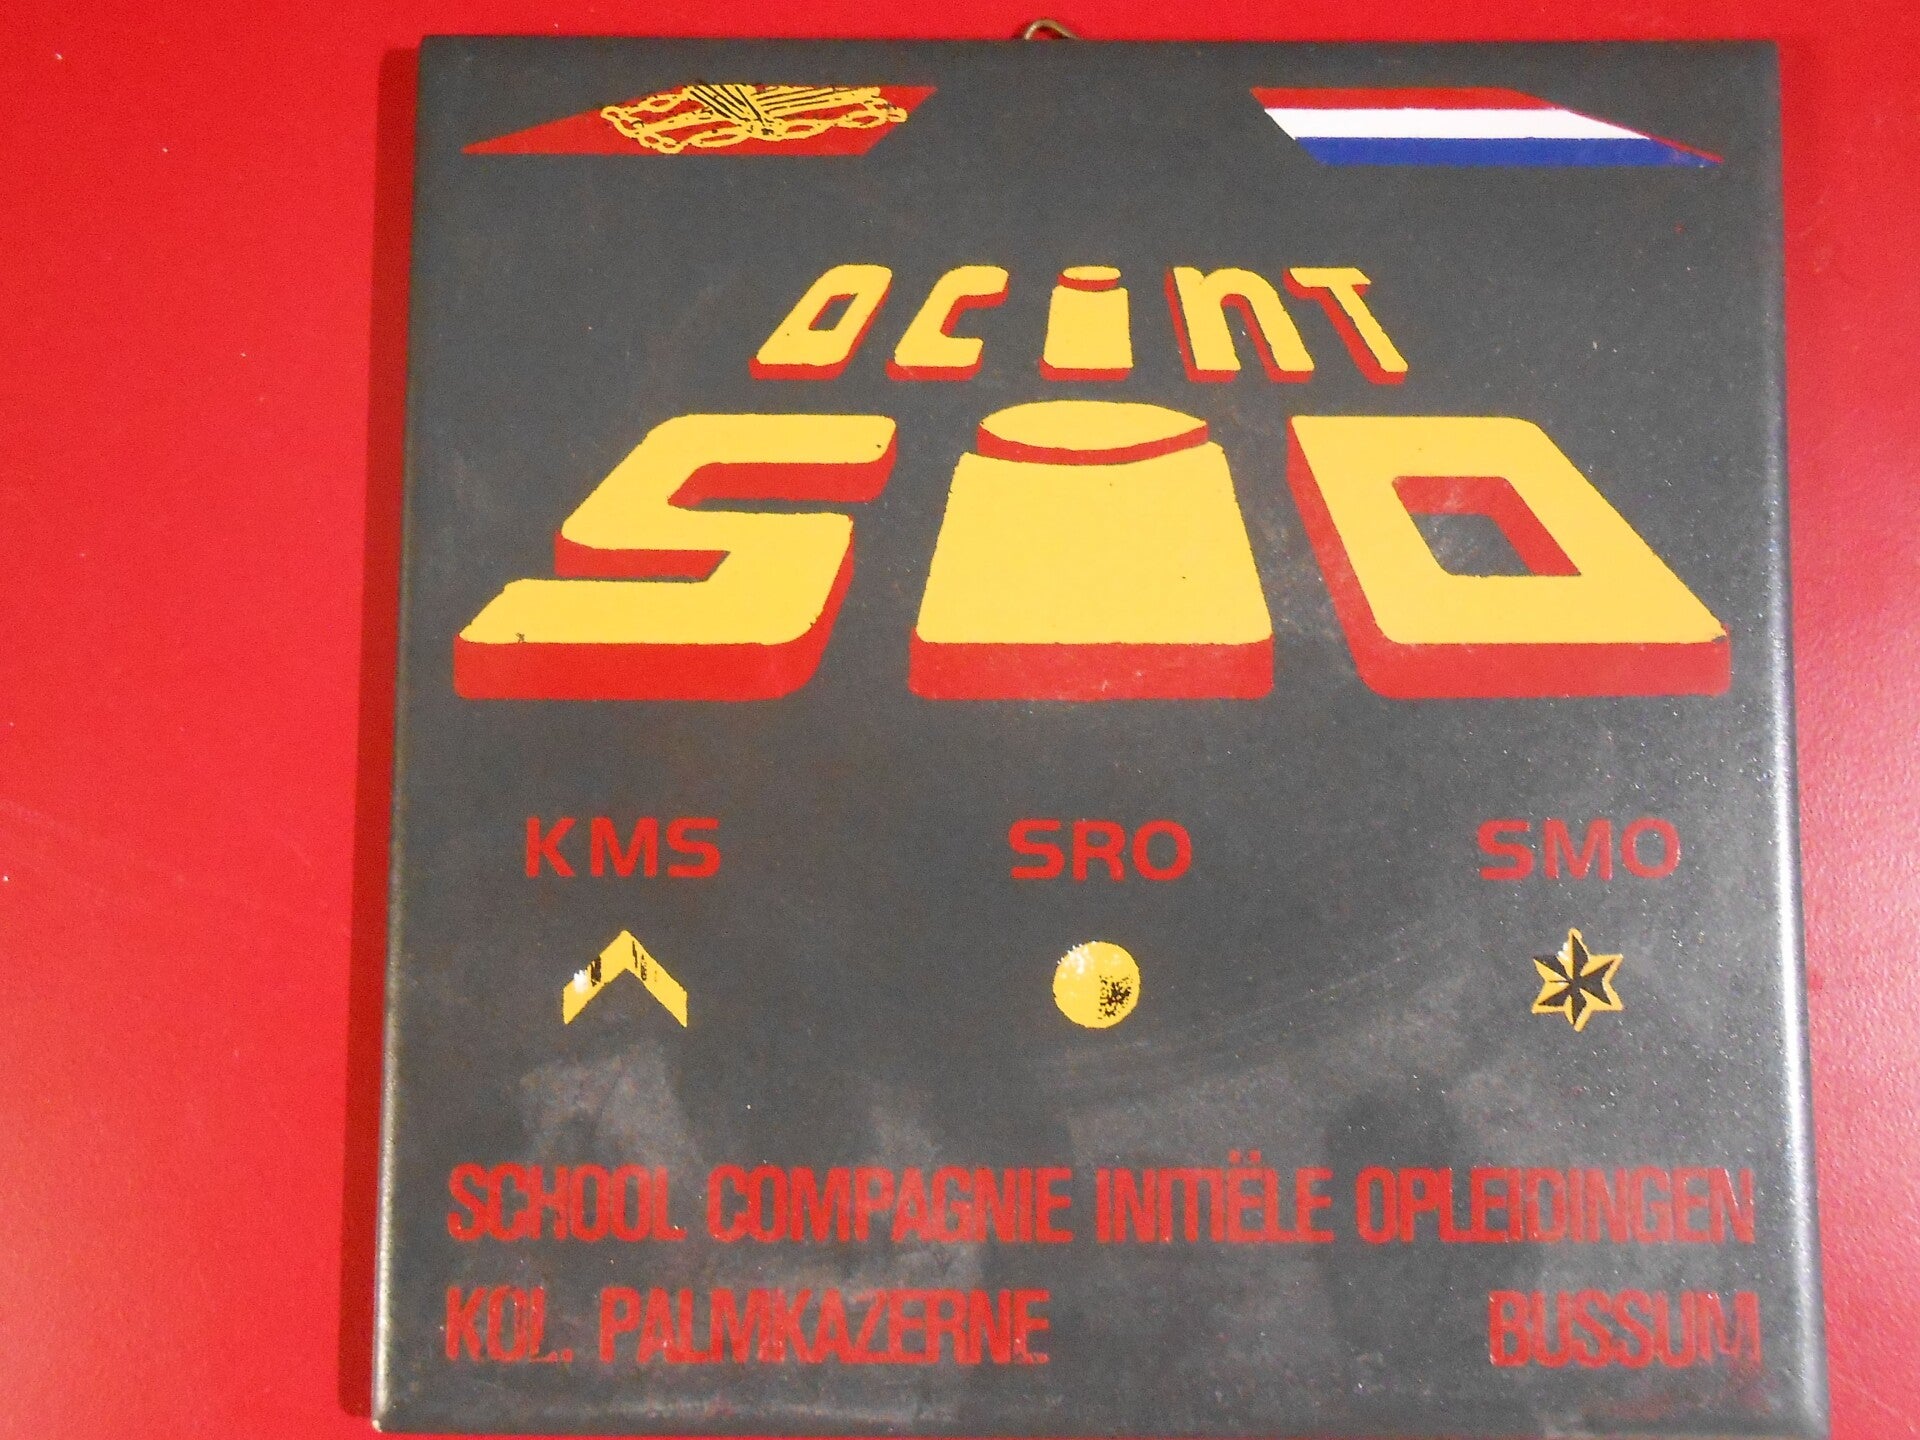 OCiNT
SiO
KMS SRO SMO
SCHOOL COMPAGNIE INITIËLE OPLEIDINGEN
KOL. PALMKAZERNE BUSSUM